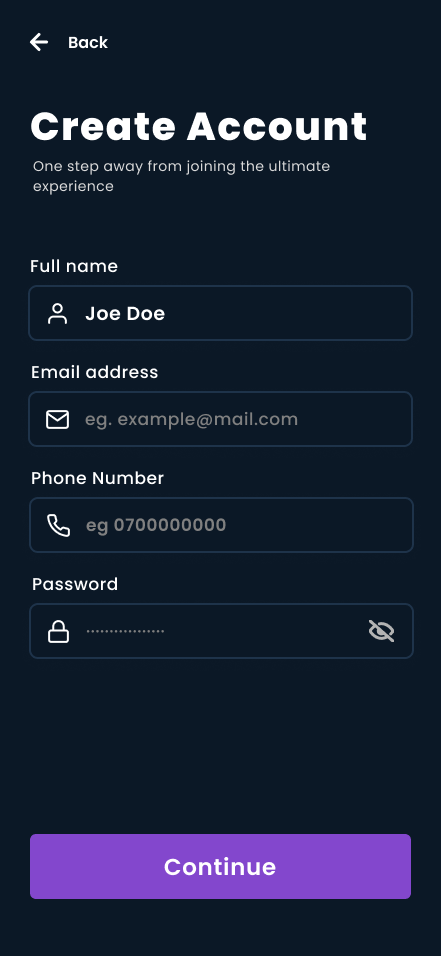 Back
Create Account
One step away from joining the ultimate
experience
Full name
Joe Doe
Email address
eg. example@mail.com
Phone Number
eg 0700000000
Password
.................
Continue